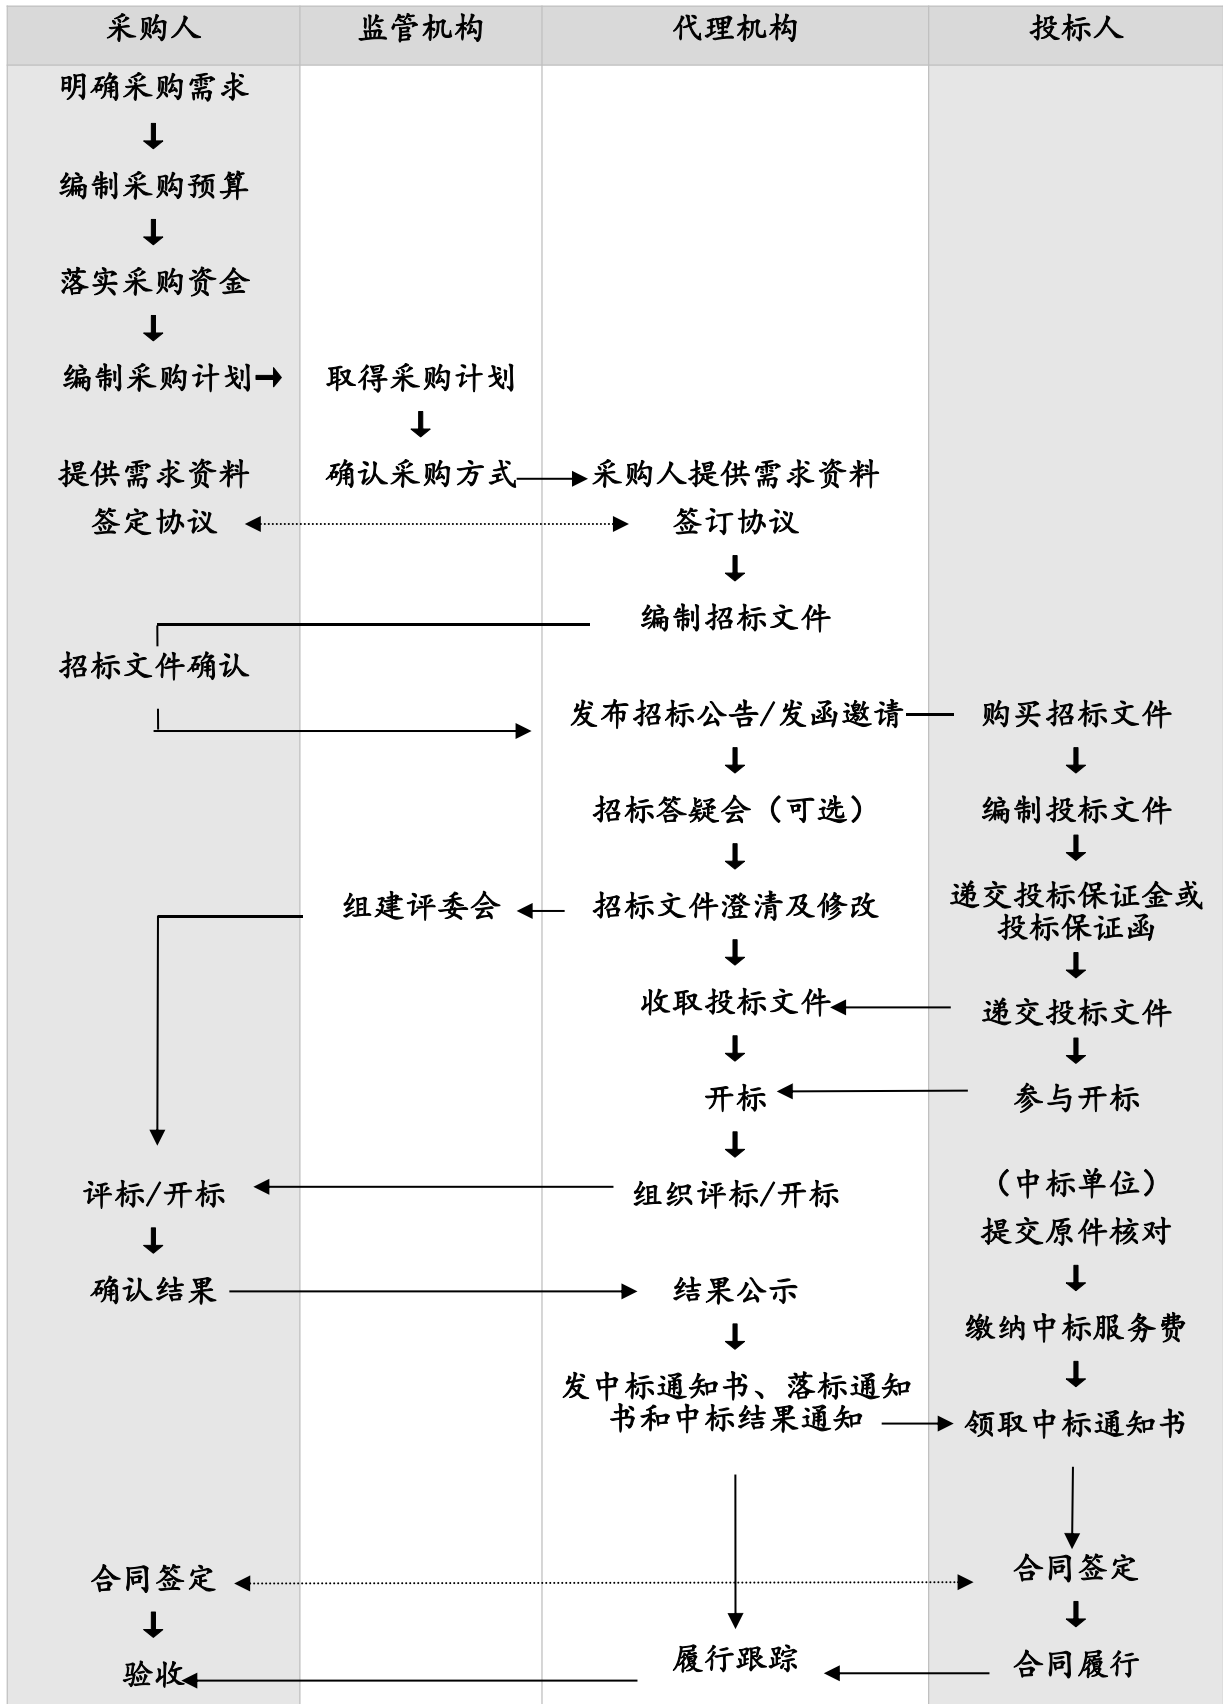 采购人 监管机构 代理机构 投标人
明确采购需求
编制采购预算
落实采购资金
编制采购计划 取得采购计划
提供需求资料 确认采购方式 采购人提供需求资料
签定协议 签订协议
编制招标文件
招标文件确认
发布招标公告/发函邀请 购买招标文件
招标答疑会（可选） 编制投标文件
组建评委会 招标文件澄清及修改 递交投标保证金或
投标保证函
收取投标文件 递交投标文件
开标 参与开标
评标/开标 组织评标/开标 （中标单位）
提交原件核对
确认结果 结果公示
缴纳中标服务费
发中标通知书、落标通知
书和中标结果通知 领取中标通知书
合同签定 合同签定
验收 履行跟踪 合同履行